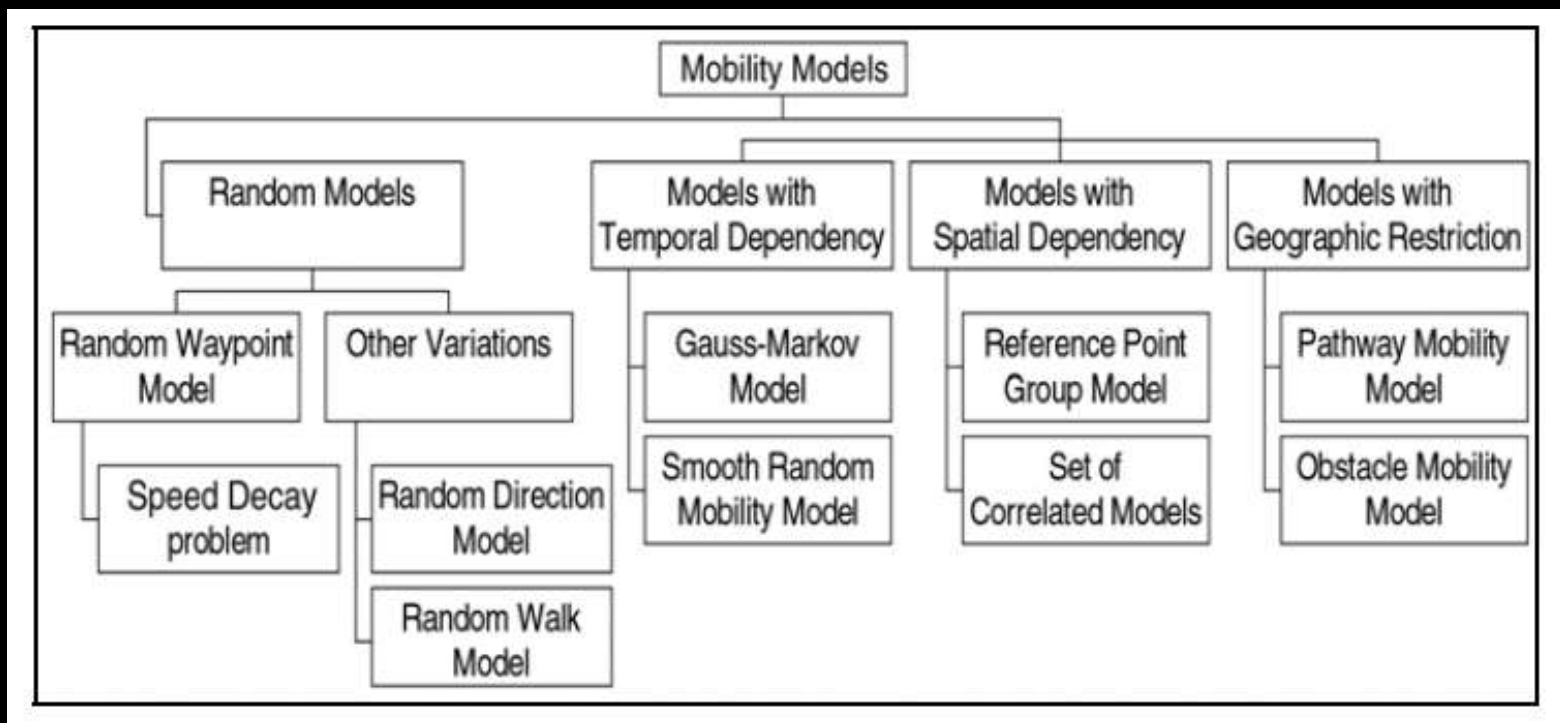 Mobility Models
Random Models
Models with
Temporal Dependency
Models with
Spatial Dependency
Models with
Geographic Restriction
Random Waypoint
Model
Other Variations
Gauss-Markov
Model
Reference Point
Group Model
Pathway Mobility
Model
Speed Decay
problem
Random Direction
Model
Smooth Random
Mobility Model
Set of
Correlated Models
Obstacle Mobility
Model
Random Walk
Model